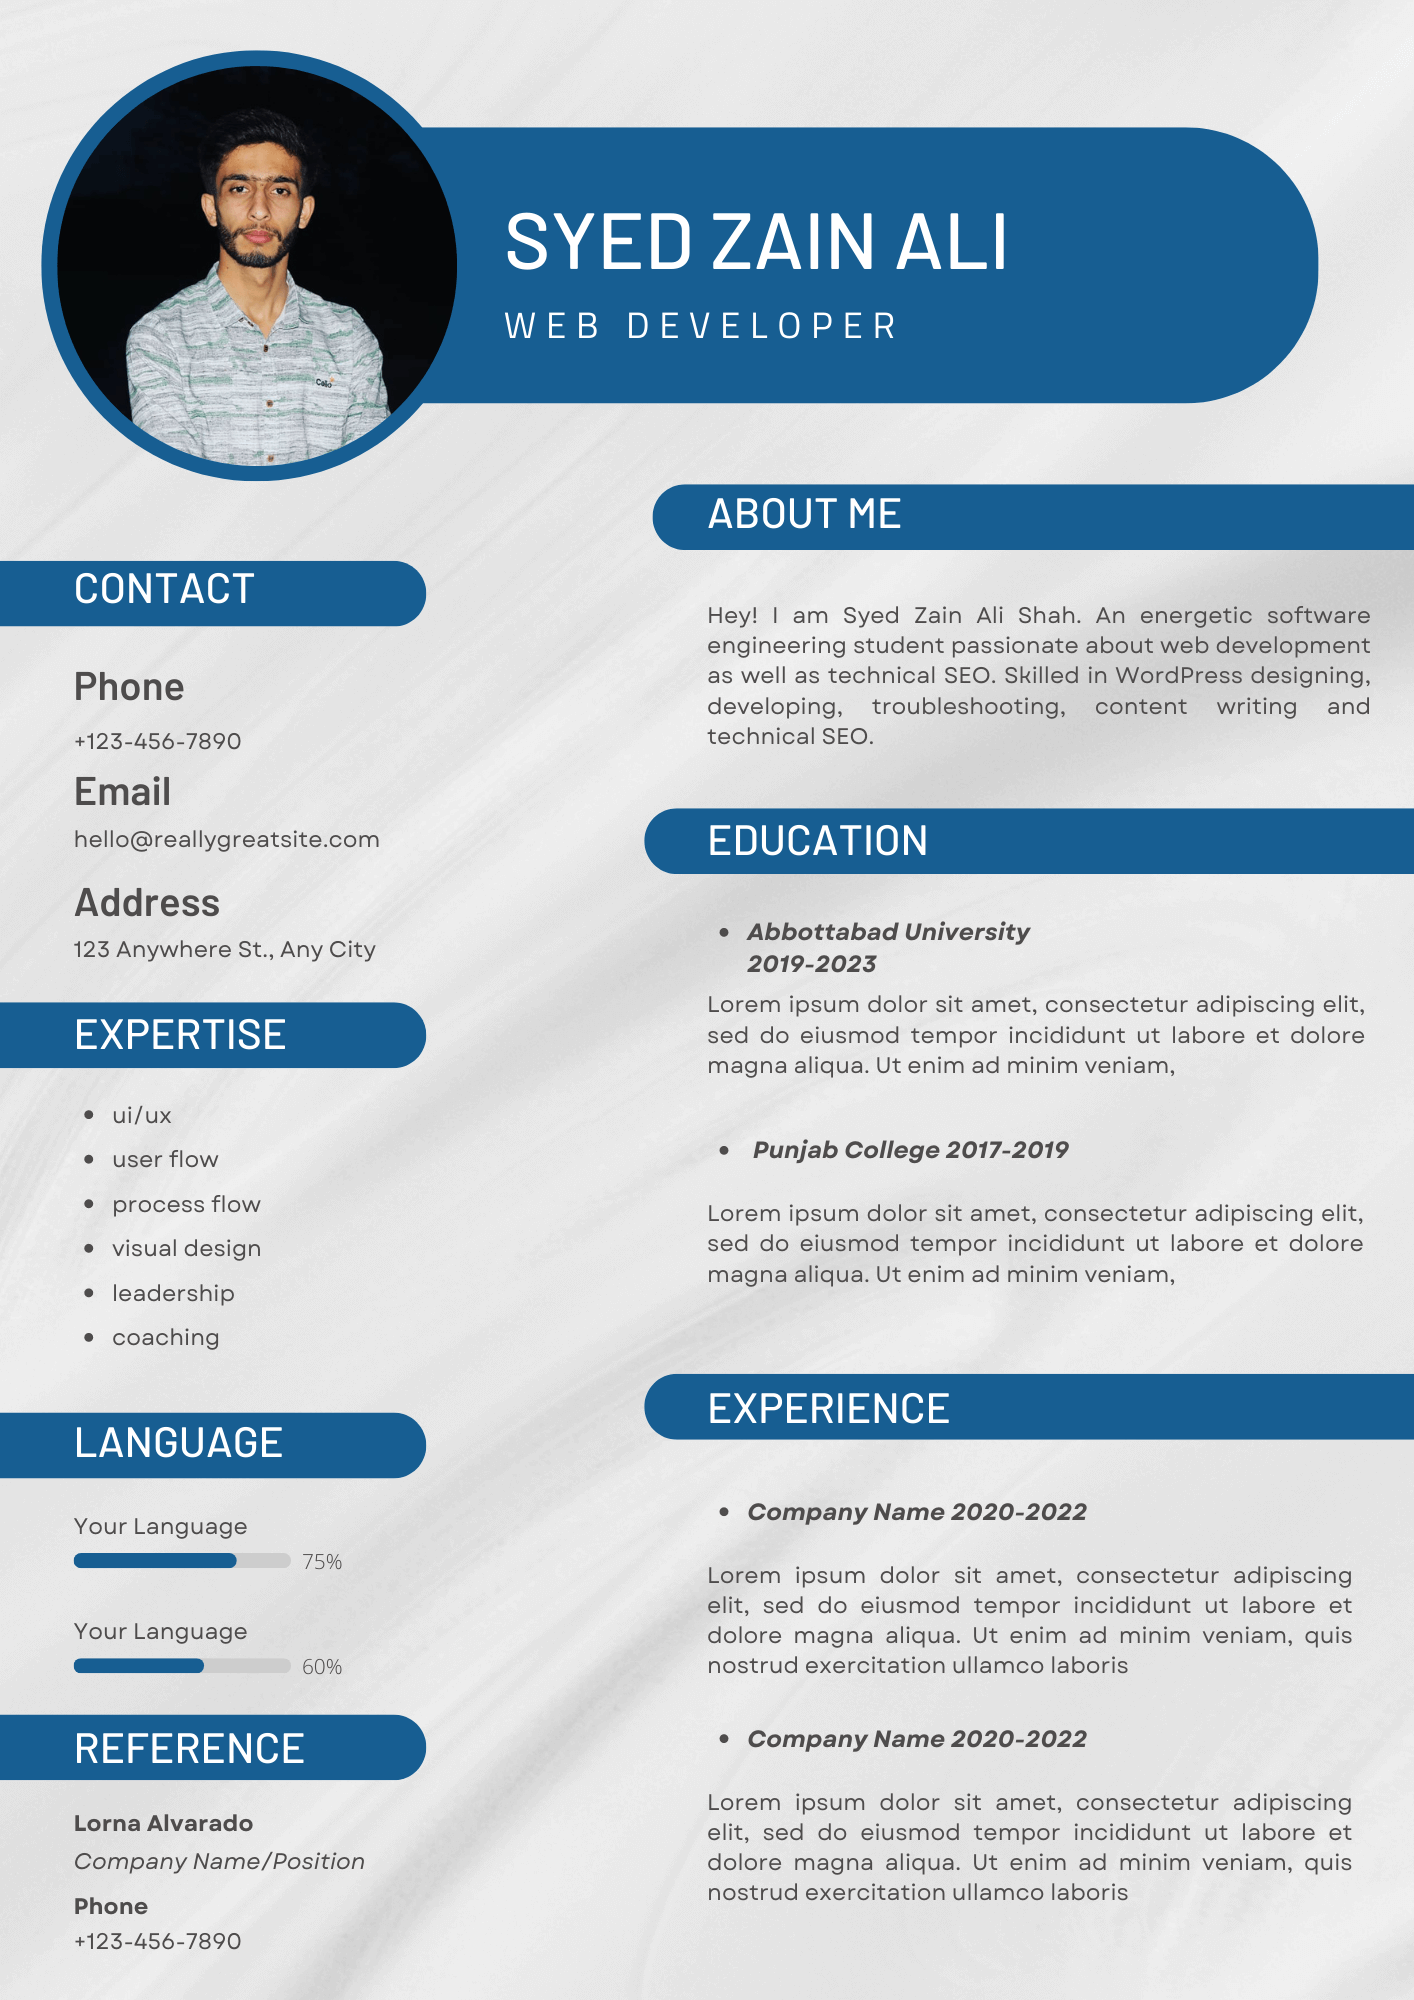 SYED ZAIN ALI
WEB DEVELOPER
CONTACT
Phone
+123-456-7890
Email
hello@reallygreatsite.com
Address
123 Anywhere St., Any City
EXPERTISE
• ui/ux
• user flow
• process flow
• visual design
• leadership
• coaching
LANGUAGE
Your Language
75%
Your Language
60%
REFERENCE
Lorna Alvarado
Company Name/Position
Phone
+123-456-7890
ABOUT ME
Hey! I am Syed Zain Ali Shah. An energetic software
engineering student passionate about web development
as well as technical SEO. Skilled in WordPress designing,
developing, troubleshooting, content writing and
technical SEO.
EDUCATION
• Abbottabad University
2019-2023
Lorem ipsum dolor sit amet, consectetur adipiscing elit,
sed do eiusmod tempor incididunt ut labore et dolore
magna aliqua. Ut enim ad minim veniam,
• Punjab College 2017-2019
Lorem ipsum dolor sit amet, consectetur adipiscing elit,
sed do eiusmod tempor incididunt ut labore et dolore
magna aliqua. Ut enim ad minim veniam,
EXPERIENCE
• Company Name 2020-2022
Lorem ipsum dolor sit amet, consectetur adipiscing
elit, sed do eiusmod tempor incididunt ut labore et
dolore magna aliqua. Ut enim ad minim veniam, quis
nostrud exercitation ullamco laboris
• Company Name 2020-2022
Lorem ipsum dolor sit amet, consectetur adipiscing
elit, sed do eiusmod tempor incididunt ut labore et
dolore magna aliqua. Ut enim ad minim veniam, quis
nostrud exercitation ullamco laboris